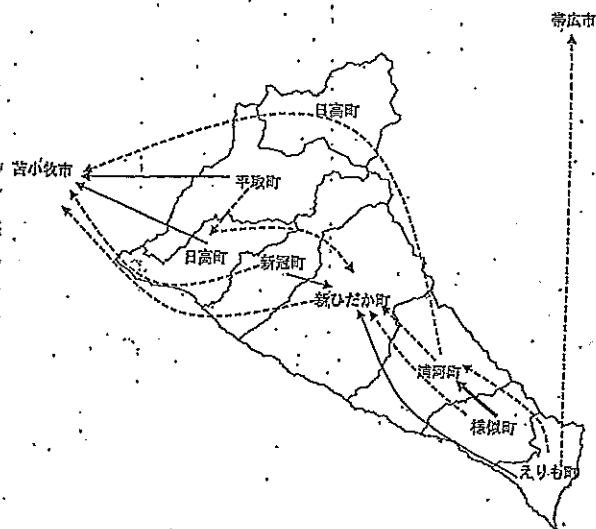 帯広市
日高町
苫小牧市
平取町
日高町
新冠町
新ひだか町
浦河町
様似町
えりも町